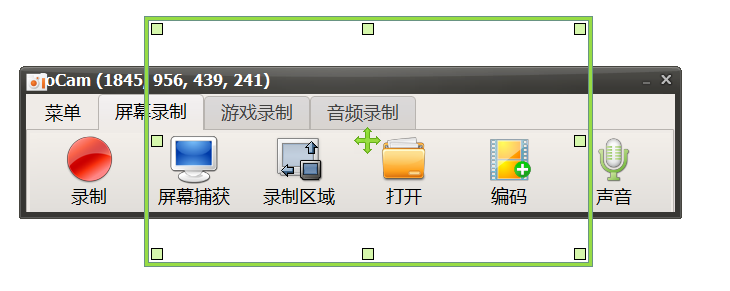 oCam (1845, 956, 439, 241)
菜单 屏幕录制 游戏录制 音频录制
录制 屏幕捕获 录制区域 打开 编码 声音